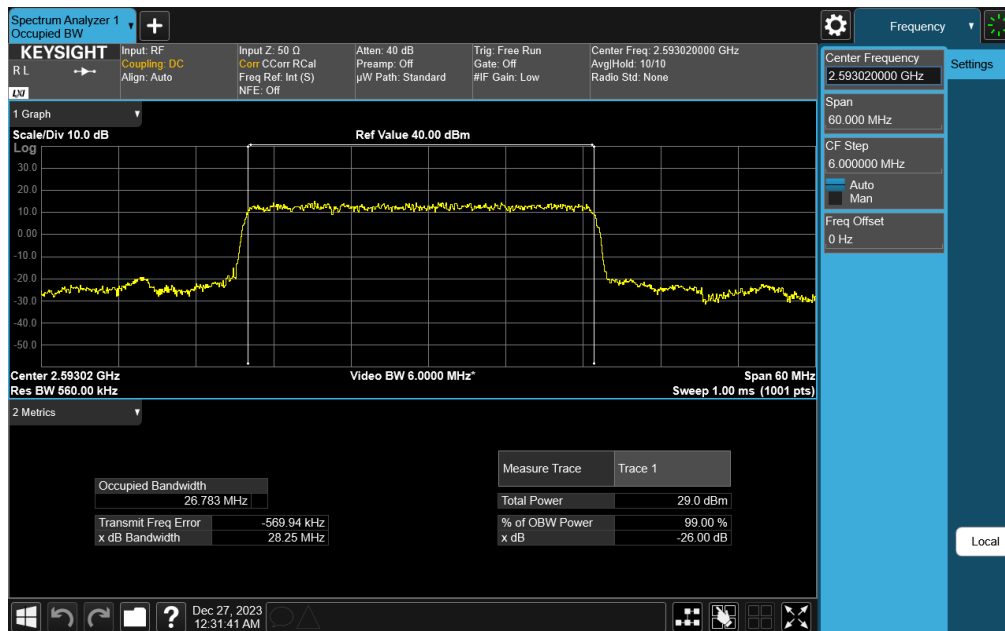 Spectrum Analyzer 1
Occupied BW
Frequency
KEYSIGHT
R L
LXI
Input: RF
Coupling: DC
Align: Auto
Input Z: 50 Ω
Corr CCorr RCal
Freq Ref: Int (S)
NFE: Off
Atten: 40 dB
Preamp: Off
µW Path: Standard
Trig: Free Run
Gate: Off
#IF Gain: Low
Center Freq: 2.593020000 GHz
Avg|Hold: 10/10
Radio Std: None
Center Frequency
2.593020000 GHz
Settings
Span
60.000 MHz
CF Step
6.000000 MHz
Auto
Man
Freq Offset
0 Hz
Local
1 Graph
Scale/Div 10.0 dB
Ref Value 40.00 dBm
Log
30.0
20.0
10.0
0.00
-10.0
-20.0
-30.0
-40.0
-50.0
Center 2.59302 GHz
Video BW 6.0000 MHz*
Span 60 MHz
Res BW 560.00 kHz
Sweep 1.00 ms (1001 pts)
2 Metrics
Occupied Bandwidth
26.783 MHz
Transmit Freq Error -569.94 kHz
x dB Bandwidth 28.25 MHz
Measure Trace Trace 1
Total Power 29.0 dBm
% of OBW Power 99.00 %
x dB -26.00 dB
?
Dec 27, 2023
12:31:41 AM